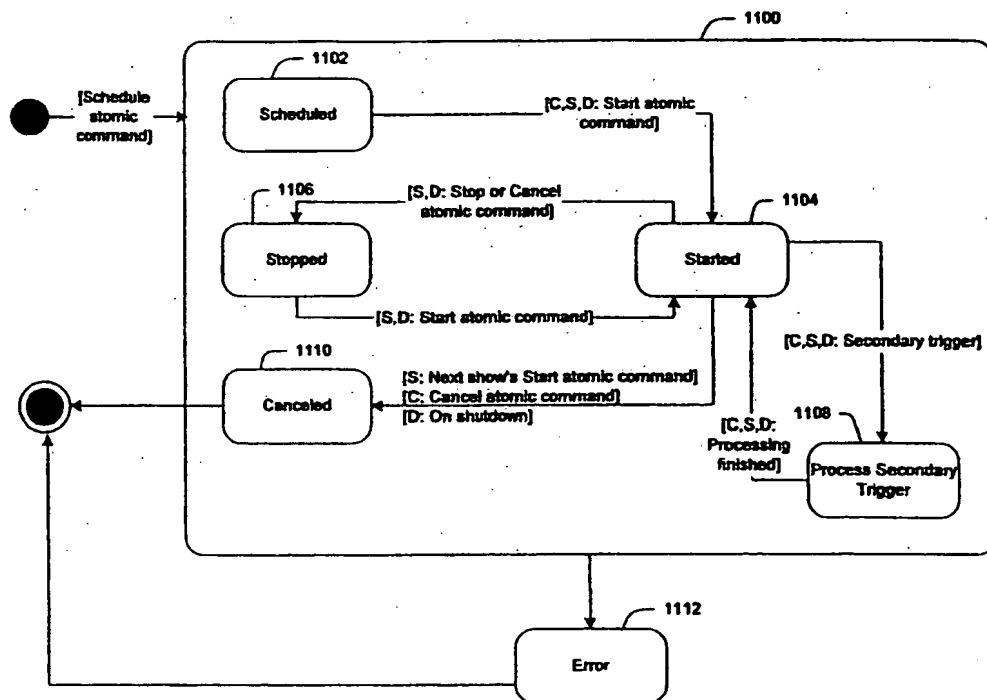 1100
1102
[Schedule
atomic
command]
Scheduled
[C,S,D: Start atomic
command]
1106
[S,D: Stop or Cancel
atomic command]
1104
Stopped
Started
[S,D: Start atomic command]
1110
[C,S,D: Secondary trigger]
[S: Next show's Start atomic command]
Canceled
[C: Cancel atomic command]
[D: On shutdown]
1108
[C,S,D:
Processing
finished]
Process Secondary
Trigger
1112
Error